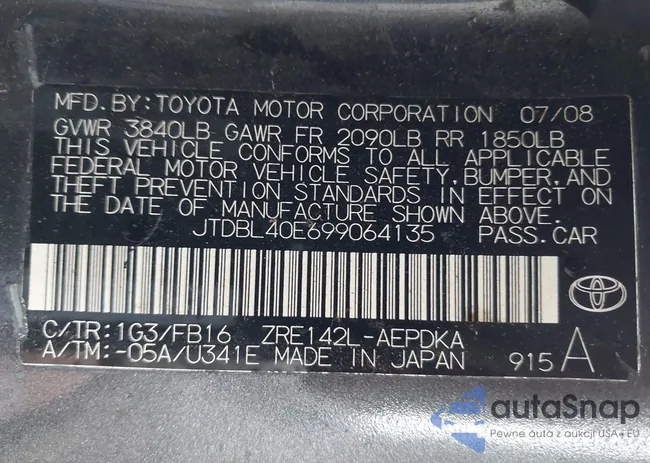 MFD.BY:TOYOTA MOTOR CORPORATION 07/08
GVWR 3840LB GAWR FR 2090LB RR 1850LB
THIS VEHICLE CONFORMS TO ALL APPLICABLE
FEDERAL MOTOR VEHICLE SAFETY,BUMPER,AND
THEFT PREVENTION STANDARDS IN EFFECT ON
THE DATE OF MANUFACTURE SHOWN ABOVE.
JTDBL40E699064135 PASS.CAR
C/TR:1G3/FB16 ZRE142L-AEPDKA
A/TM:-05A/U341E MADE IN JAPAN 915A
autaSnap
Pewne auta z aukcji USA+EU